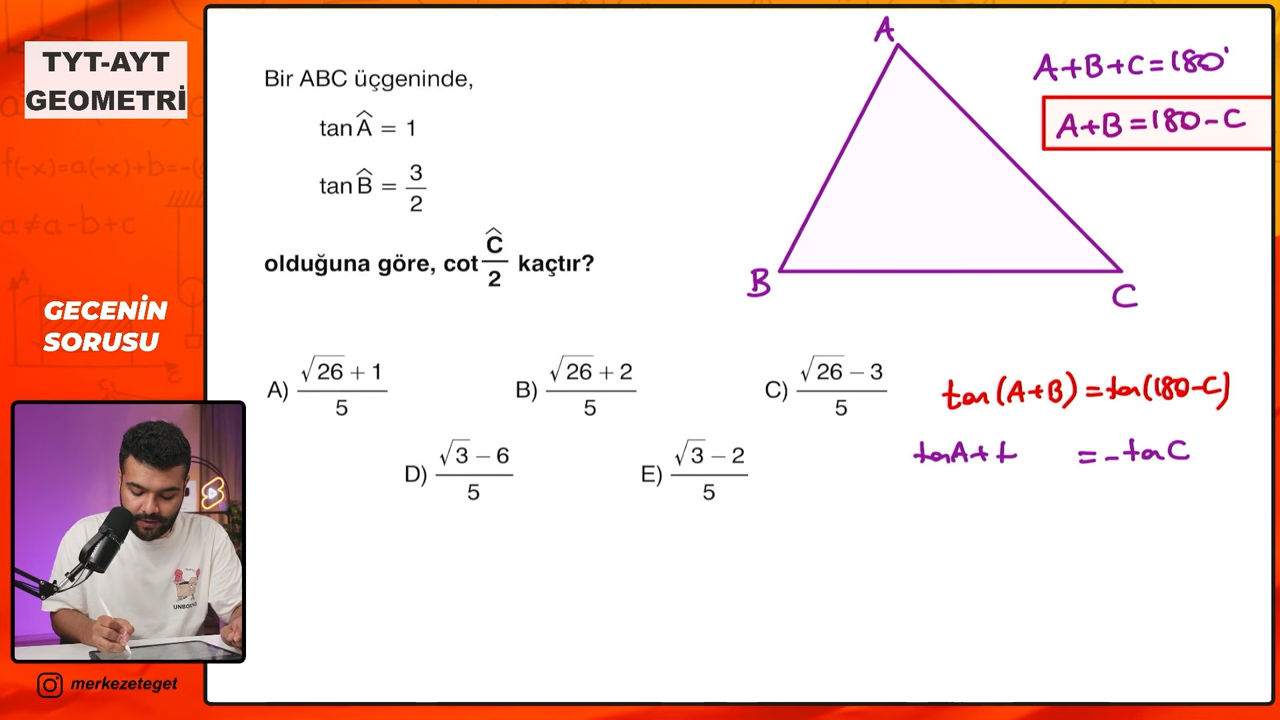 TYT-AYT
GEOMETRİ
GECENİN
SORUSU
merkezeteget
Bir ABC üçgeninde,
tan Â = 1
tan B̂ = 3/2
olduğuna göre, cot Ĉ/2 kaçtır?
A) (√26 + 1)/5
B) (√26 + 2)/5
C) (√26 − 3)/5
D) (√3 − 6)/5
E) (√3 − 2)/5
A
B
C
A+B+C=180°
A+B=180-C
tan(A+B)=tan(180-C)
tanA+t =-tanC